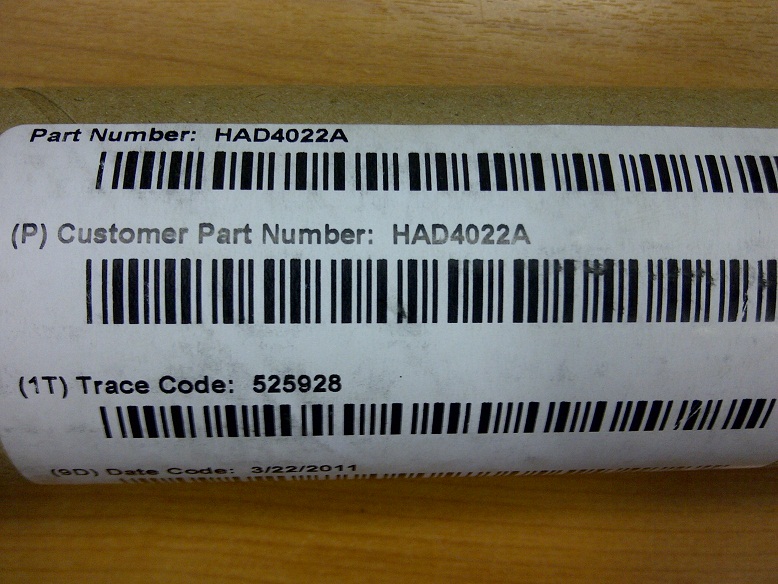 Part Number: HAD4022A
(P) Customer Part Number: HAD4022A
(1T) Trace Code: 525928
(9D) Date Code: 3/22/2011